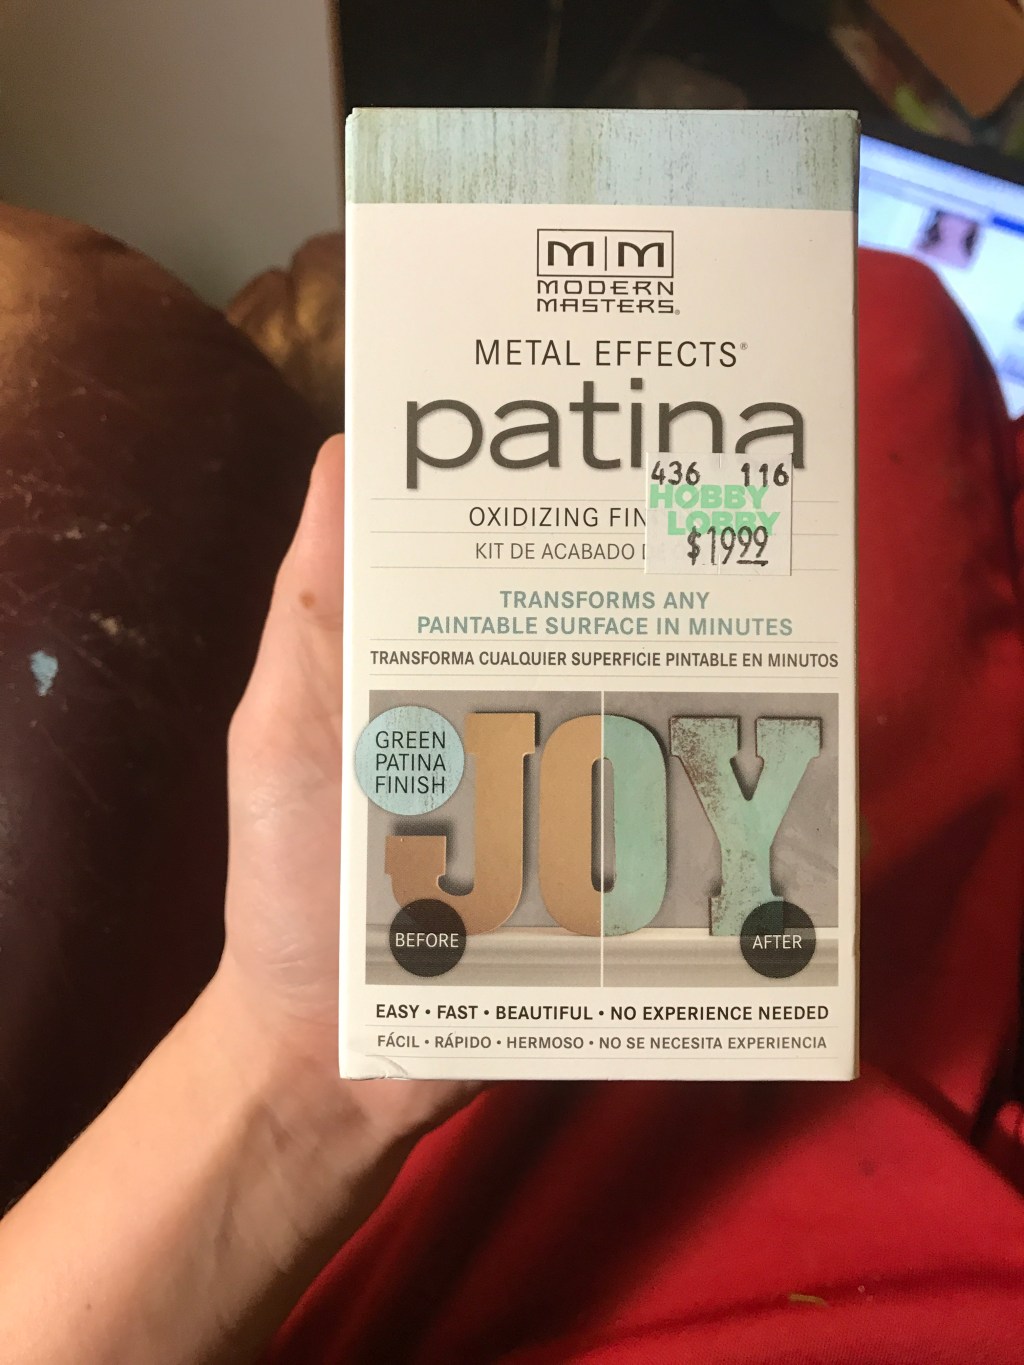 M|M
MODERN
MASTERS®
METAL EFFECTS®
patina
436 116
HOBBY
LOBBY
$19.99
OXIDIZING
KIT DE ACABADO
TRANSFORMS ANY
PAINTABLE SURFACE IN MINUTES
TRANSFORMA CUALQUIER SUPERFICIE PINTABLE EN MINUTOS
GREEN
PATINA
FINISH
JOY
BEFORE
AFTER
EASY • FAST • BEAUTIFUL • NO EXPERIENCE NEEDED
FÁCIL • RÁPIDO • HERMOSO • NO SE NECESITA EXPERIENCIA